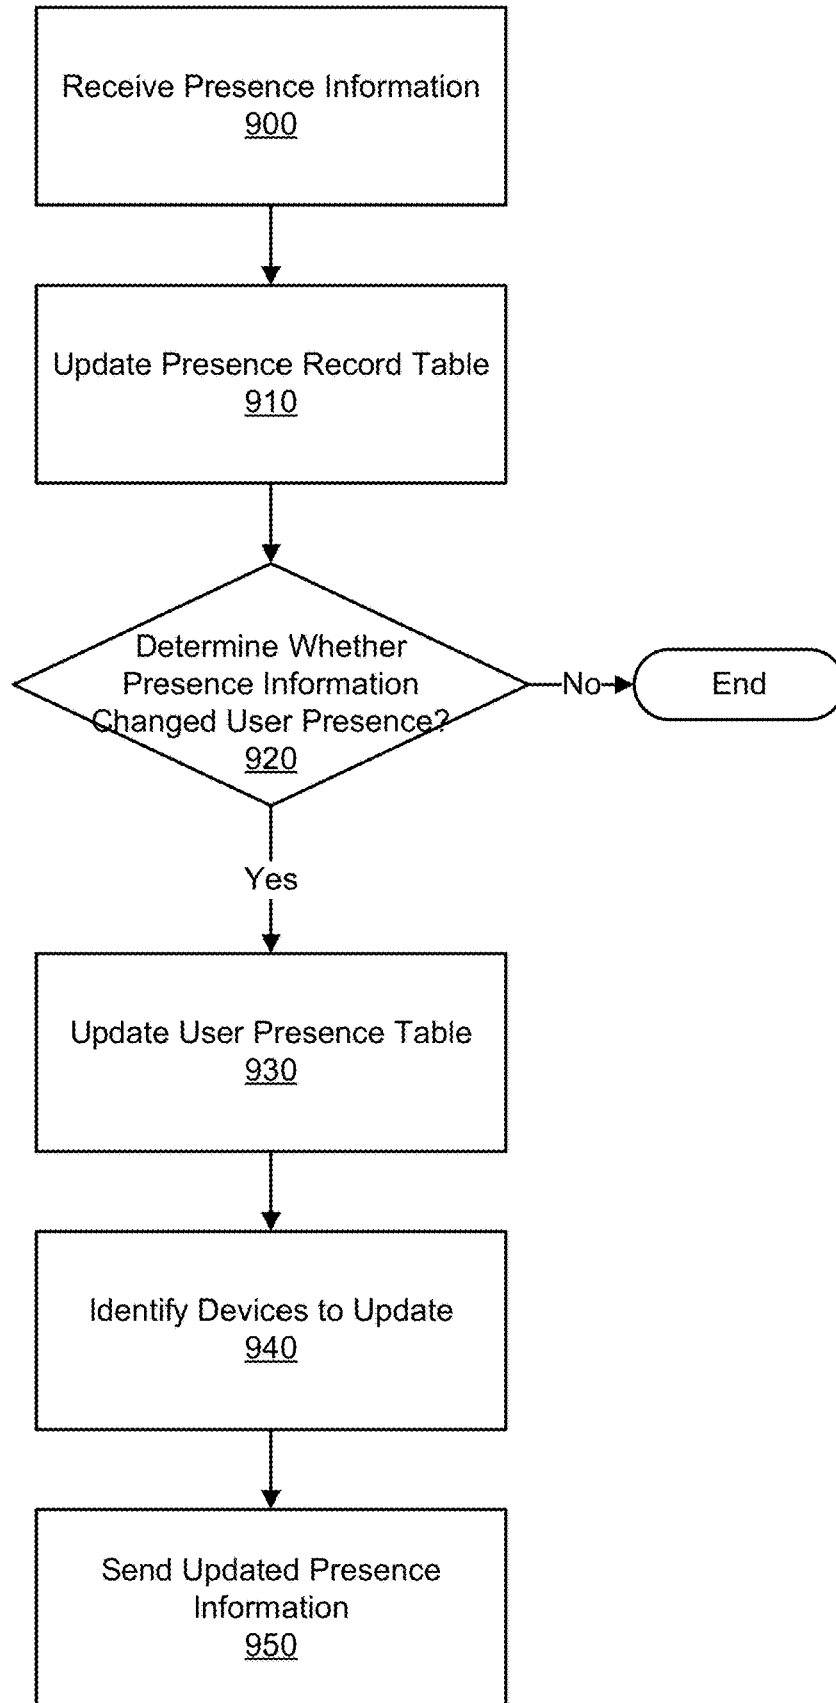 Receive Presence Information
900
Update Presence Record Table
910
Determine Whether
Presence Information
Changed User Presence?
920
No
End
Yes
Update User Presence Table
930
Identify Devices to Update
940
Send Updated Presence
Information
950